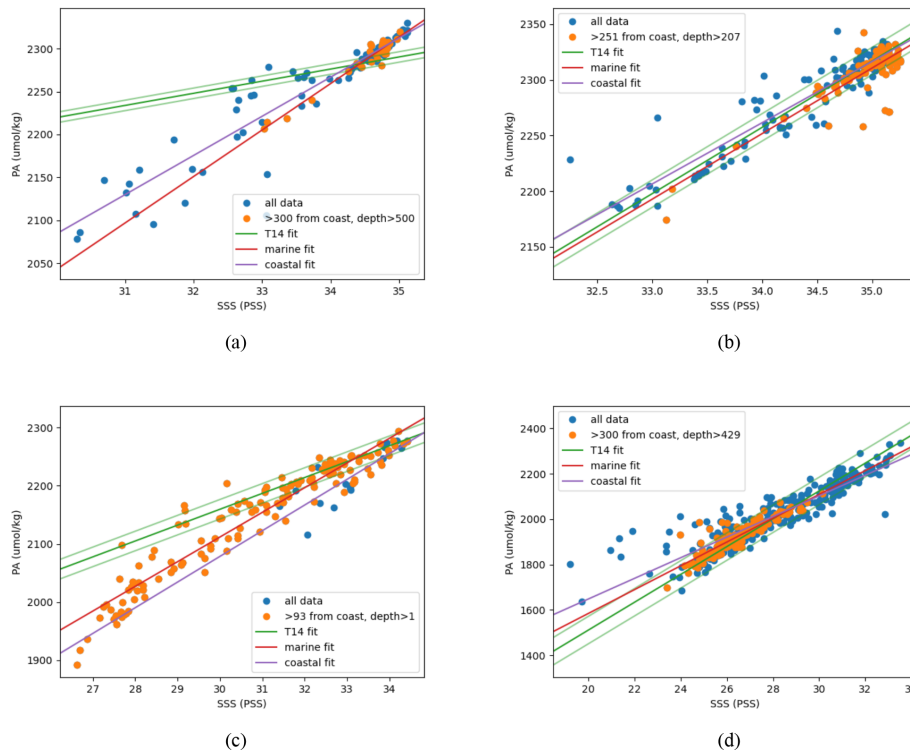 2300
2250
2200
2150
2100
2050
PA (umol/kg)
all data
>300 from coast, depth>500
T14 fit
marine fit
coastal fit
31 32 33 34 35
SSS (PSS)
(a)
2350
2300
2250
2200
2150
PA (umol/kg)
all data
>251 from coast, depth>207
T14 fit
marine fit
coastal fit
32.5 33.0 33.5 34.0 34.5 35.0
SSS (PSS)
(b)
2300
2200
2100
2000
1900
PA (umol/kg)
all data
>93 from coast, depth>1
T14 fit
marine fit
coastal fit
27 28 29 30 31 32 33 34
SSS (PSS)
(c)
2400
2200
2000
1800
1600
1400
PA (umol/kg)
all data
>300 from coast, depth>429
T14 fit
marine fit
coastal fit
20 22 24 26 28 30 32
SSS (PSS)
(d)